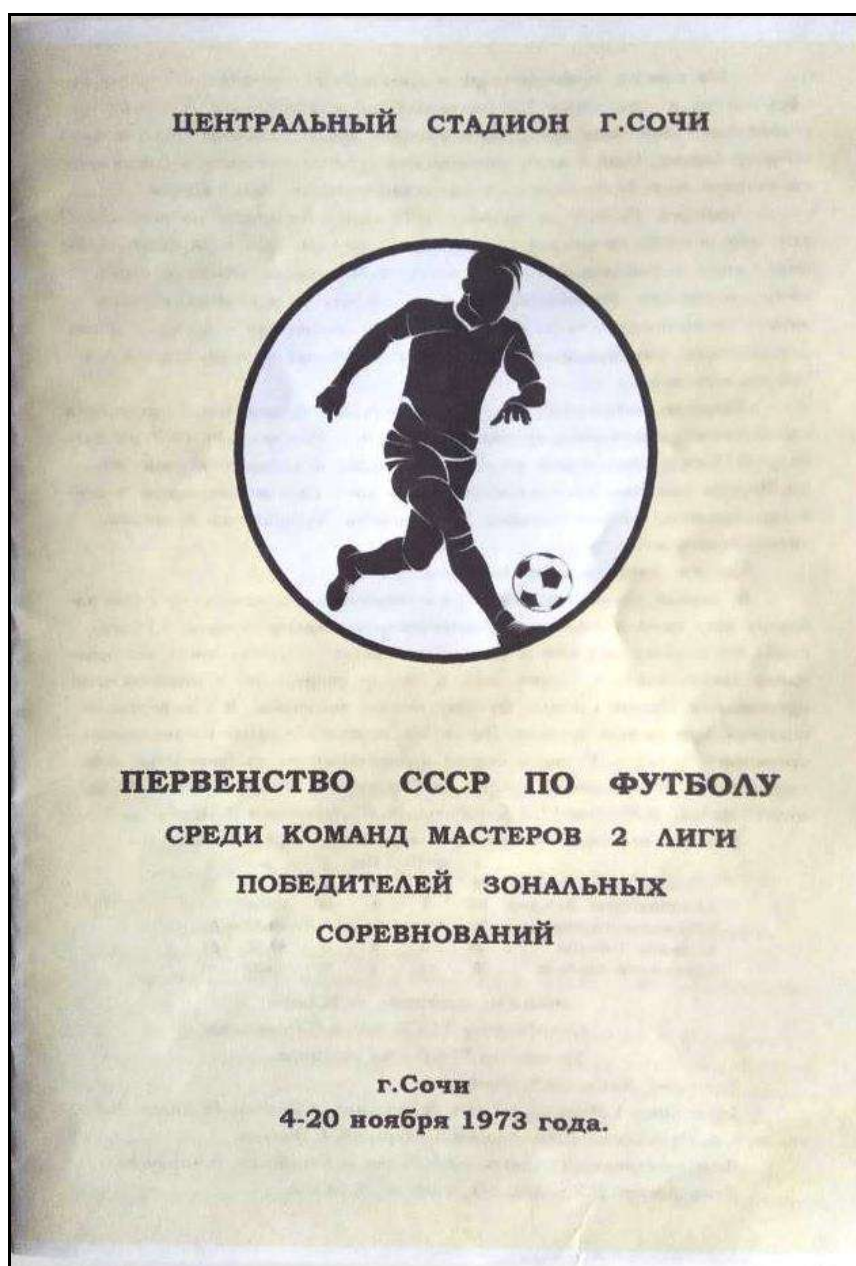 ЦЕНТРАЛЬНЫЙ СТАДИОН Г.СОЧИ
ПЕРВЕНСТВО СССР ПО ФУТБОЛУ
СРЕДИ КОМАНД МАСТЕРОВ 2 ЛИГИ
ПОБЕДИТЕЛЕЙ ЗОНАЛЬНЫХ
СОРЕВНОВАНИЙ
г.Сочи
4-20 ноября 1973 года.